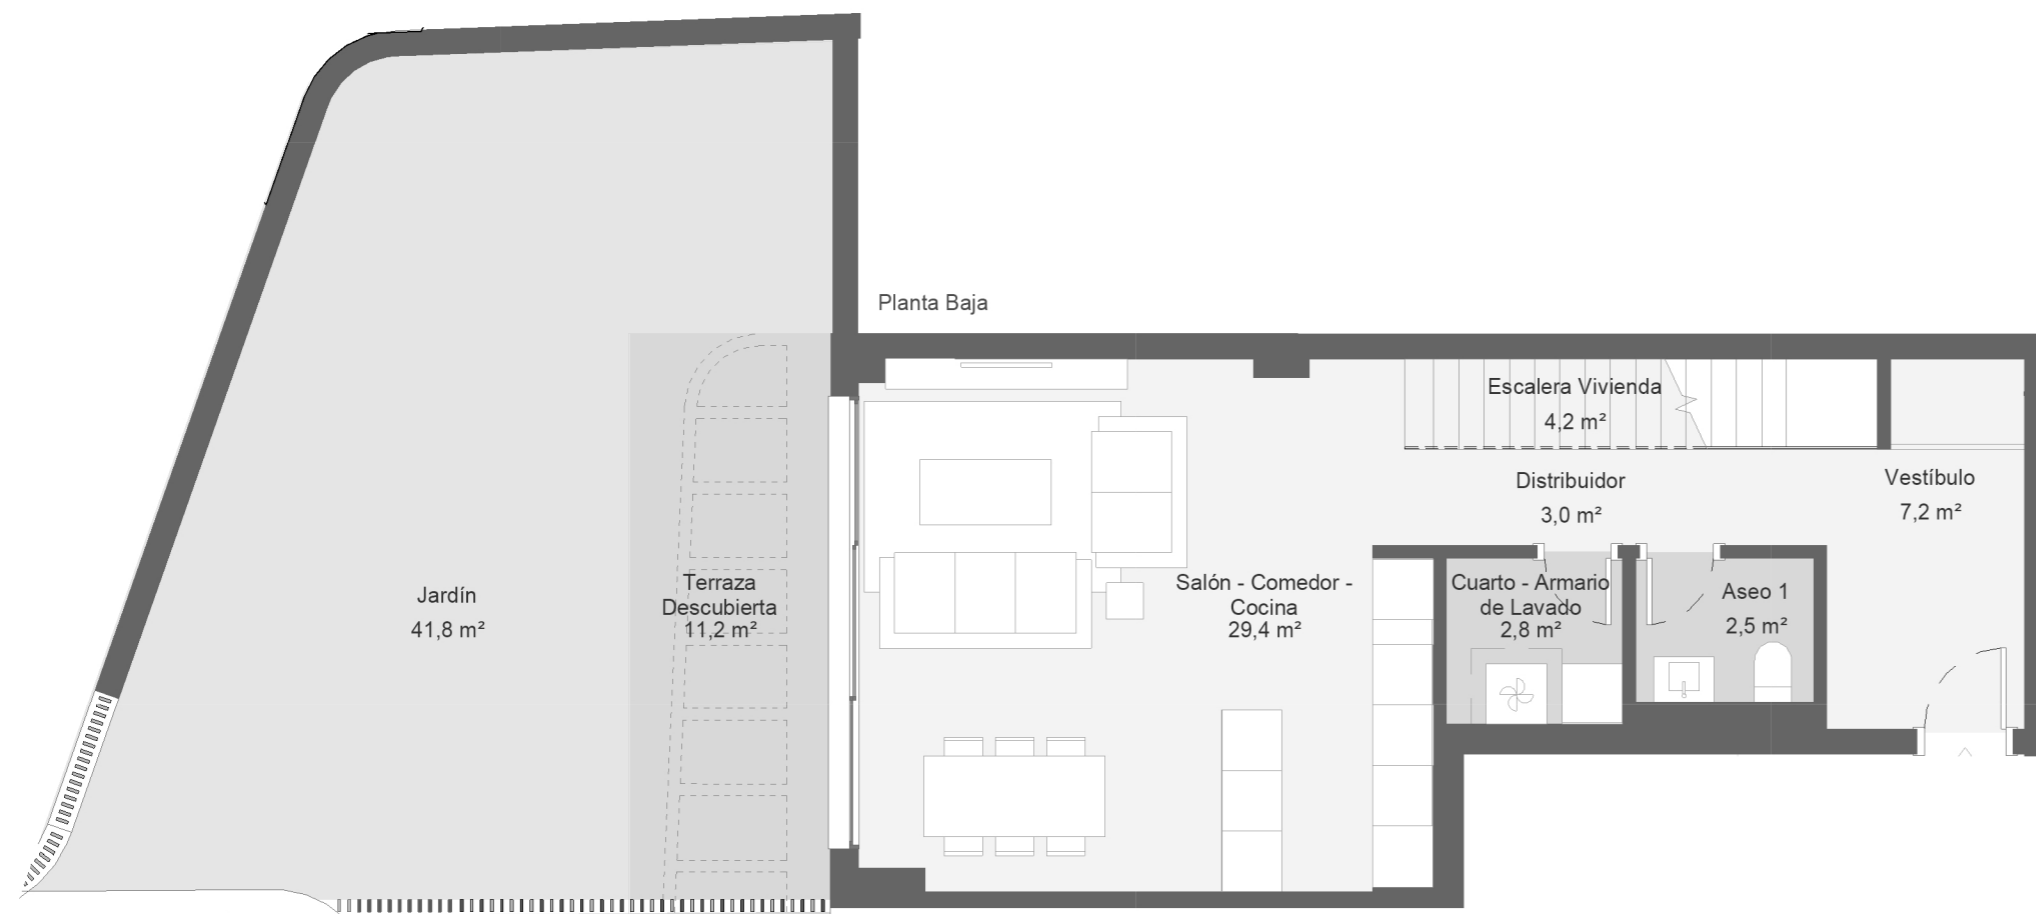 Planta Baja
Escalera Vivienda
4,2 m²
Distribuidor
3,0 m²
Vestíbulo
7,2 m²
Jardín
41,8 m²
Terraza
Descubierta
11,2 m²
Salón - Comedor -
Cocina
29,4 m²
Cuarto - Armario
de Lavado
2,8 m²
Aseo 1
2,5 m²